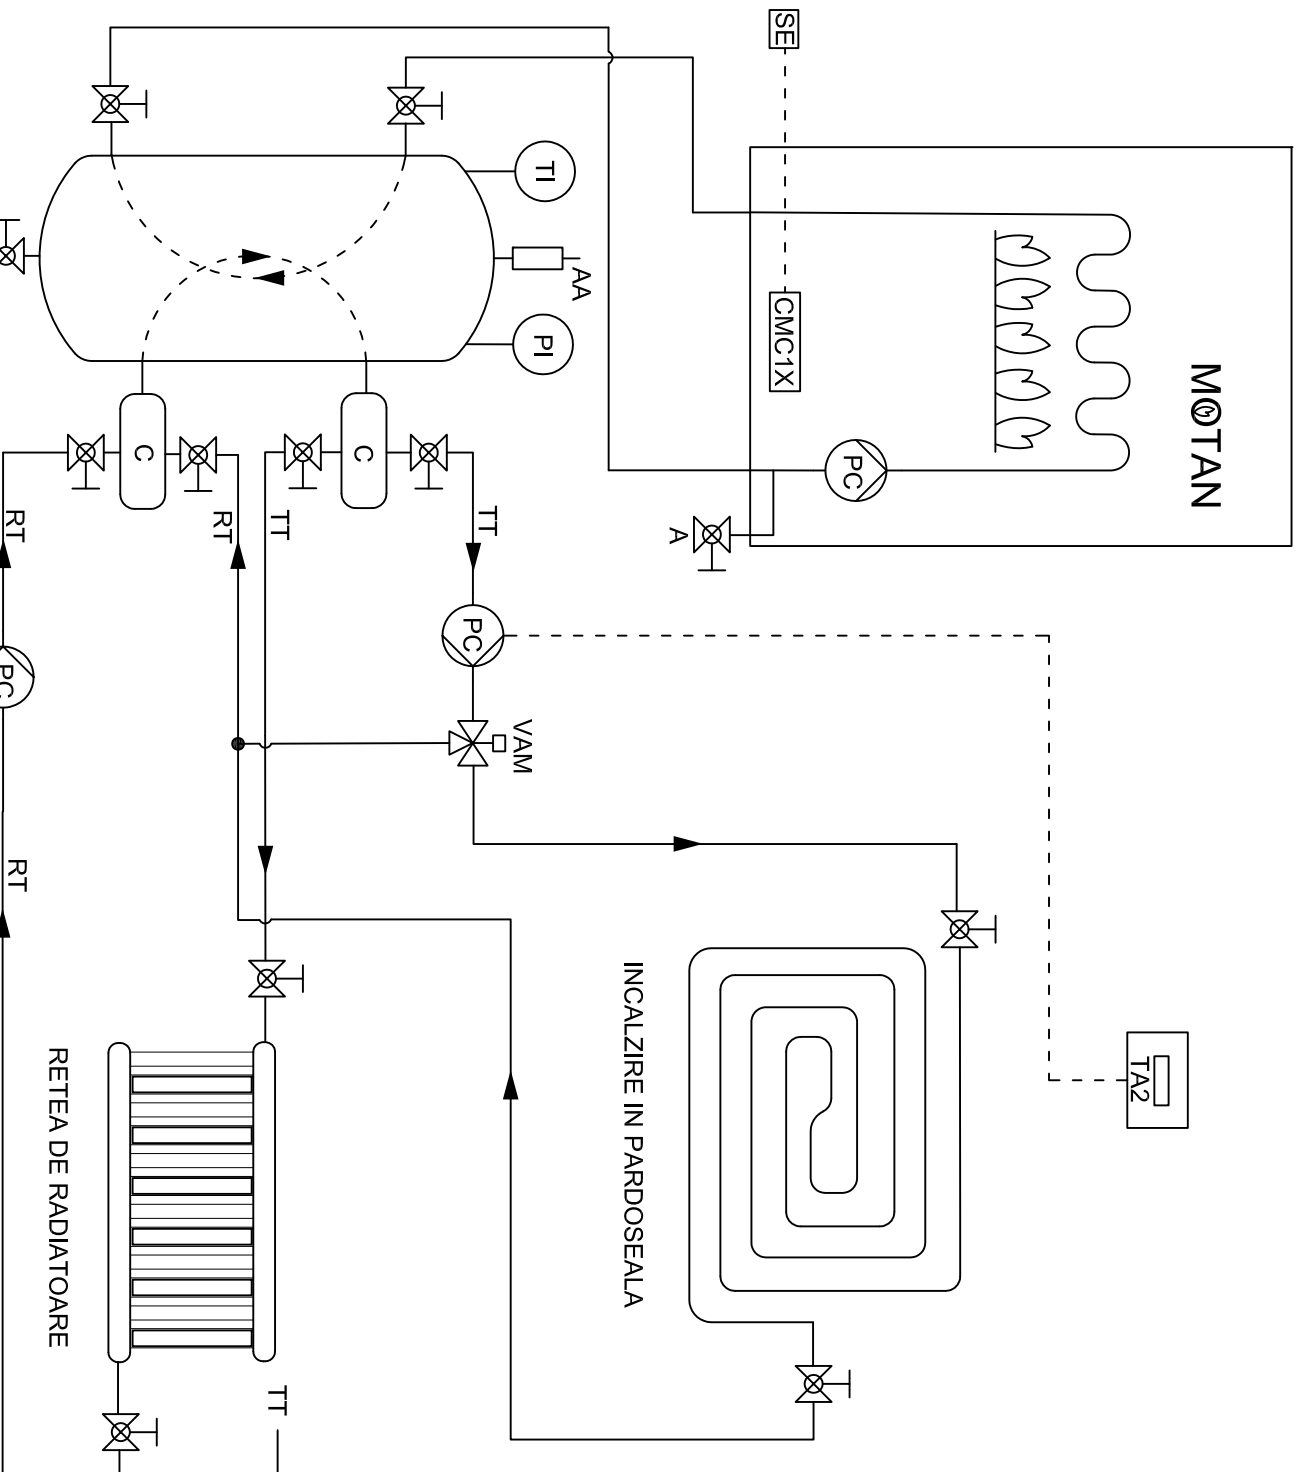 SE
CMC1X
MOTAN
PC
A
TI
AA
PI
C
C
TT
TT
RT
RT
PC
VAM
PC
RT
TA2
INCALZIRE IN PARDOSEALA
RETEA DE RADIATOARE
TT